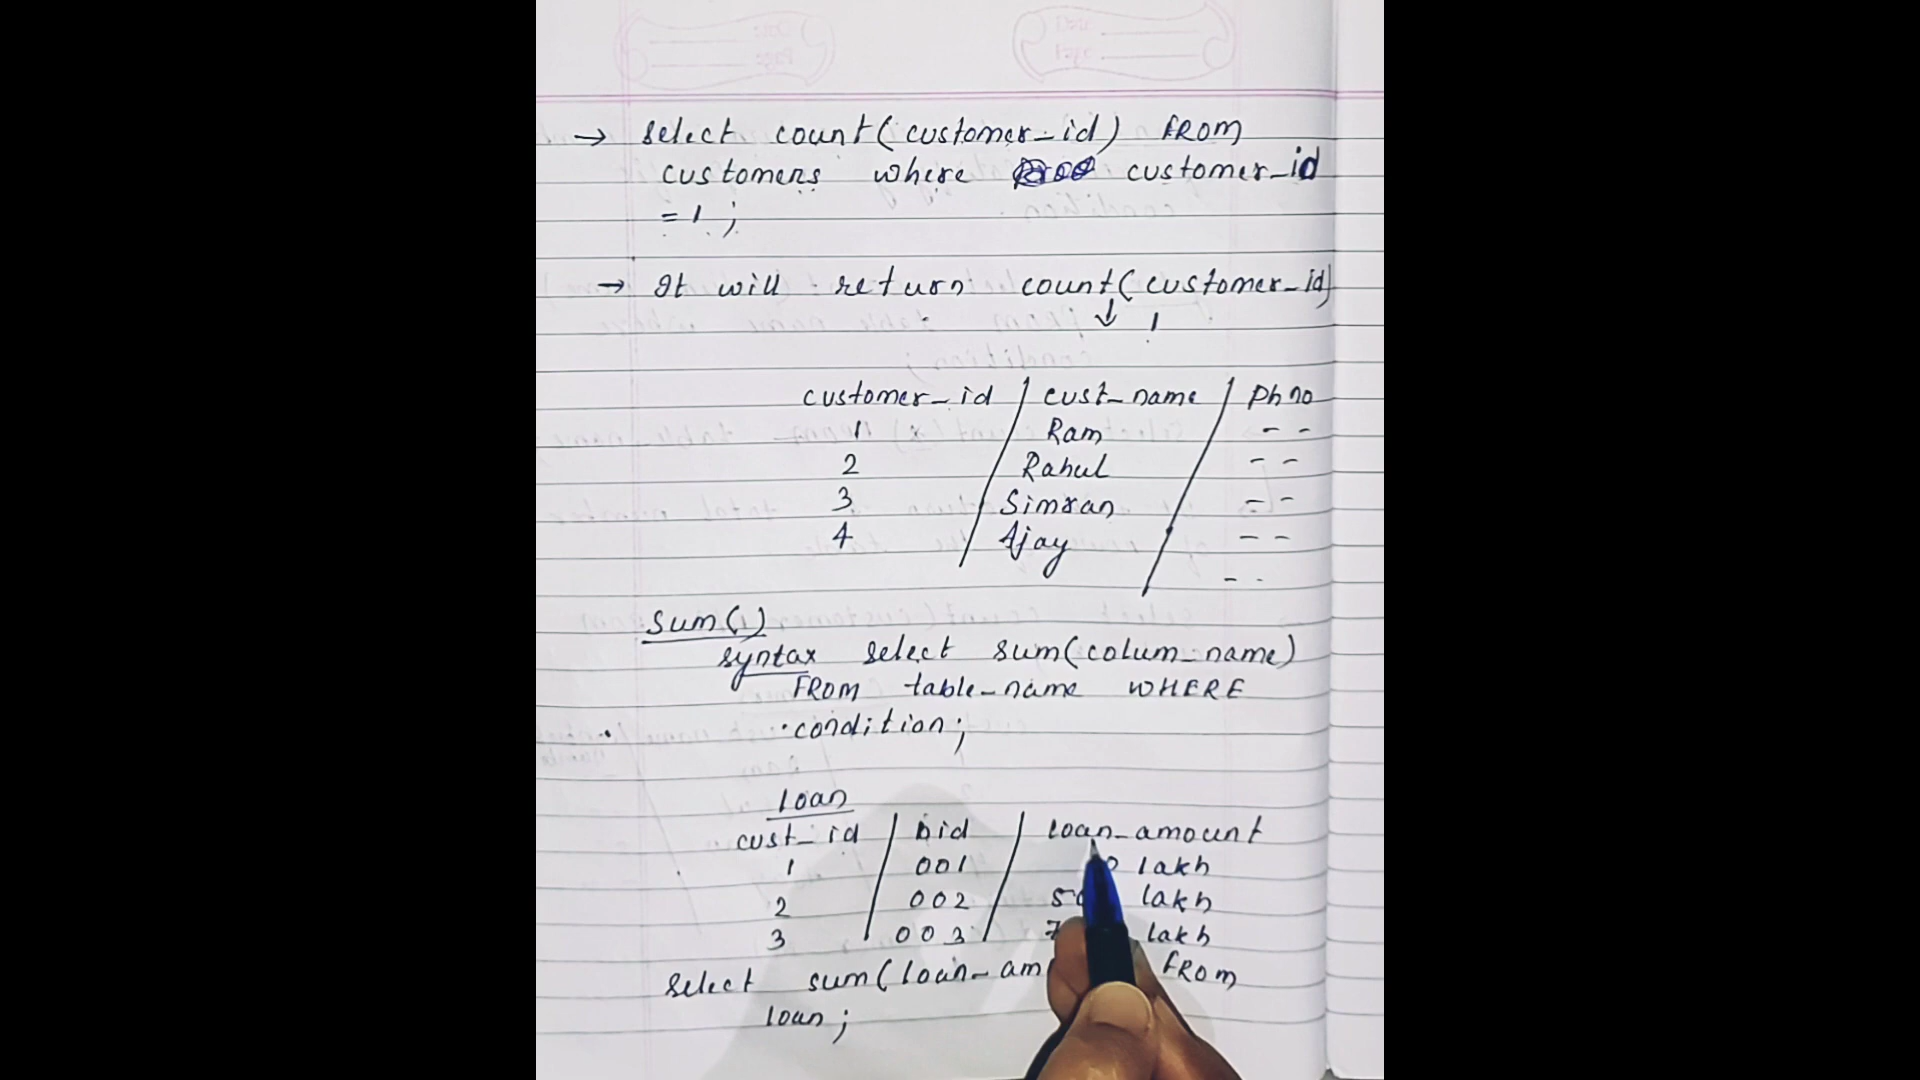 → select count(customer_id) FROM
customers where customer_id
=1 ;
→ It will return count(customer_id)
↓ 1
customer_id | cust_name | Ph no
1 | Ram | - -
2 | Rahul | - -
3 | Simran | - -
4 | Ajay | - -
- -
sum()
syntax select sum(colum_name)
FROM table_name WHERE
condition;
loan
cust_id | bid | loan_amount
1 | 001 | lakh
2 | 002 | lakh
3 | 003 | lakh
select sum(loan_am FROM
loan;